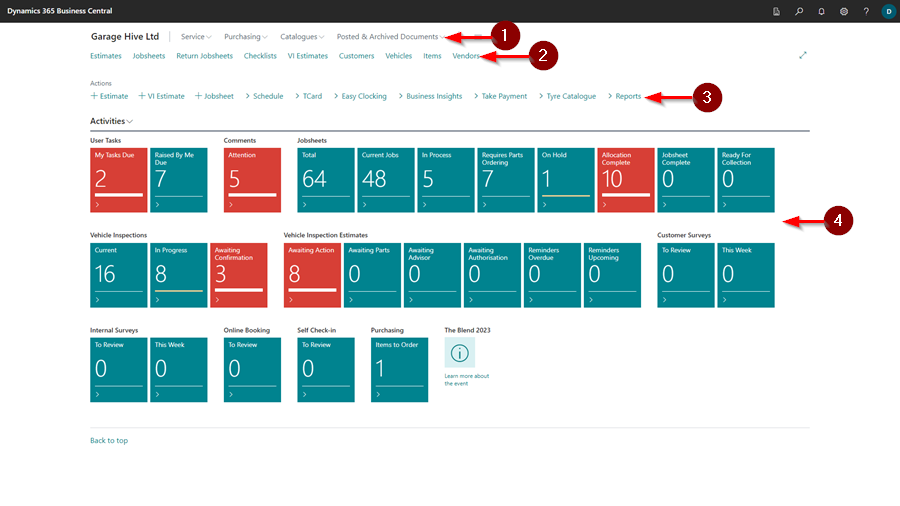 Dynamics 365 Business Central
?
D
Garage Hive Ltd
Service
Purchasing
Catalogues
Posted & Archived Documents
1
Estimates
Jobsheets
Return Jobsheets
Checklists
VI Estimates
Customers
Vehicles
Items
Vendors
2
Actions
+ Estimate
+ VI Estimate
+ Jobsheet
> Schedule
> TCard
> Easy Clocking
> Business Insights
> Take Payment
> Tyre Catalogue
> Reports
3
Activities
User Tasks
My Tasks Due
2
>
Raised By Me
Due
7
>
Comments
Attention
5
>
Jobsheets
Total
64
>
Current Jobs
48
>
In Process
5
>
Requires Parts
Ordering
7
>
On Hold
1
>
Allocation
Complete
10
>
Jobsheet
Complete
0
>
Ready For
Collection
0
>
4
Vehicle Inspections
Current
16
>
In Progress
8
>
Awaiting
Confirmation
3
>
Vehicle Inspection Estimates
Awaiting Action
8
>
Awaiting Parts
0
>
Awaiting
Advisor
0
>
Awaiting
Authorisation
0
>
Reminders
Overdue
0
>
Reminders
Upcoming
0
>
Customer Surveys
To Review
0
>
This Week
0
>
Internal Surveys
To Review
0
>
This Week
0
>
Online Booking
To Review
0
>
Self Check-in
To Review
0
>
Purchasing
Items to Order
1
>
The Blend 2023
i
Learn more about
the event
Back to top